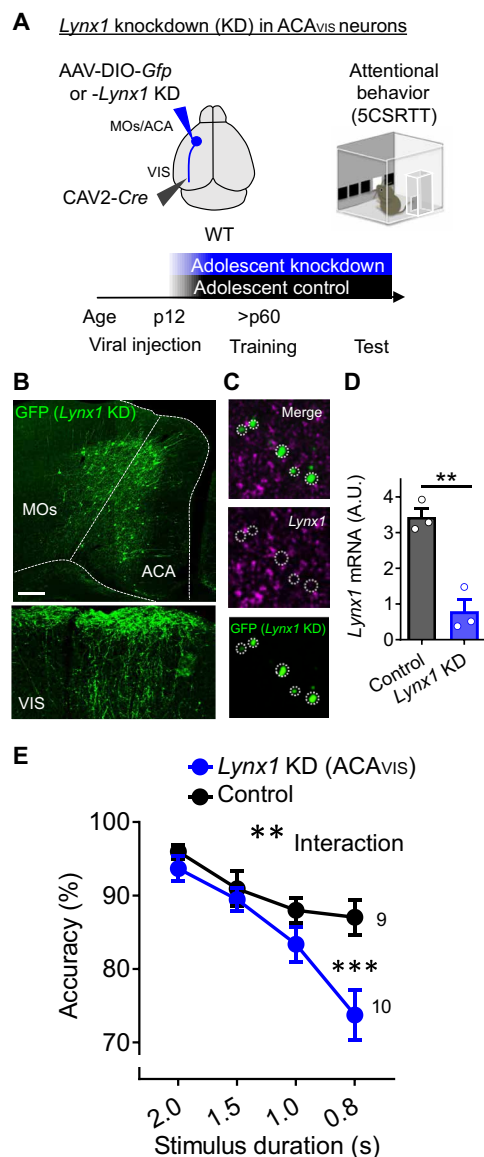 A
Lynx1 knockdown (KD) in ACAVIS neurons
AAV-DIO-Gfp
or -Lynx1 KD
MOs/ACA
VIS
CAV2-Cre
WT
Attentional
behavior
(5CSRTT)
Adolescent knockdown
Adolescent control
Age p12 >p60
Viral injection Training Test
B
GFP (Lynx1 KD)
MOs
ACA
VIS
C
Merge
Lynx1
GFP (Lynx1 KD)
D
**
Lynx1 mRNA (A.U.)
4
3
2
1
0
Control
Lynx1 KD
E
Lynx1 KD (ACAVIS)
Control
** Interaction
Accuracy (%)
100
90
80
70
9
***
10
2.0 1.5 1.0 0.8
Stimulus duration (s)